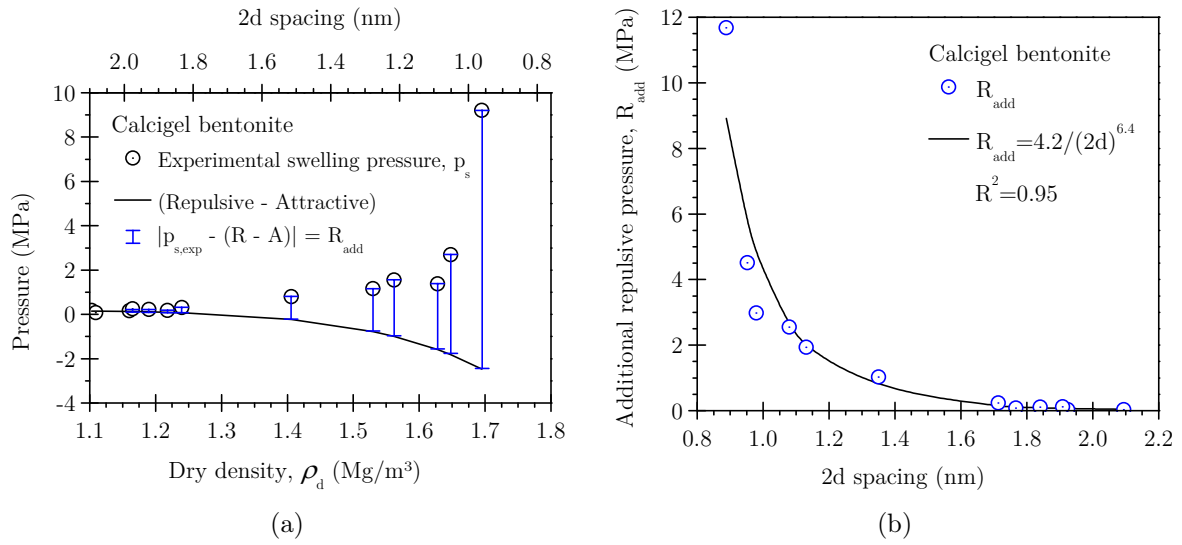 2d spacing (nm)
2.0 1.8 1.6 1.4 1.2 1.0 0.8
10
8
6
4
2
0
-2
-4
Pressure (MPa)
Calcigel bentonite
Experimental swelling pressure, p_s
(Repulsive - Attractive)
|p_s,exp - (R - A)| = R_add
1.1 1.2 1.3 1.4 1.5 1.6 1.7 1.8
Dry density, ρ_d (Mg/m³)
(a)
12
10
8
6
4
2
0
Additional repulsive pressure, R_add (MPa)
Calcigel bentonite
R_add
R_add=4.2/(2d)^6.4
R²=0.95
0.8 1.0 1.2 1.4 1.6 1.8 2.0 2.2
2d spacing (nm)
(b)